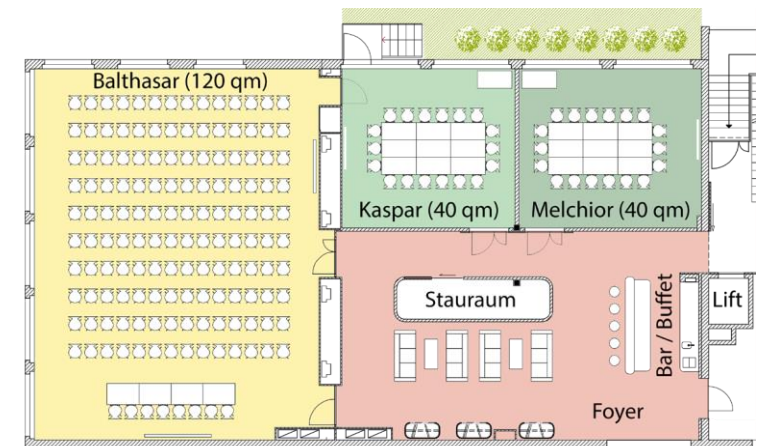 Balthasar (120 qm)
Kaspar (40 qm)
Melchior (40 qm)
Stauraum
Bar / Buffet
Lift
Foyer